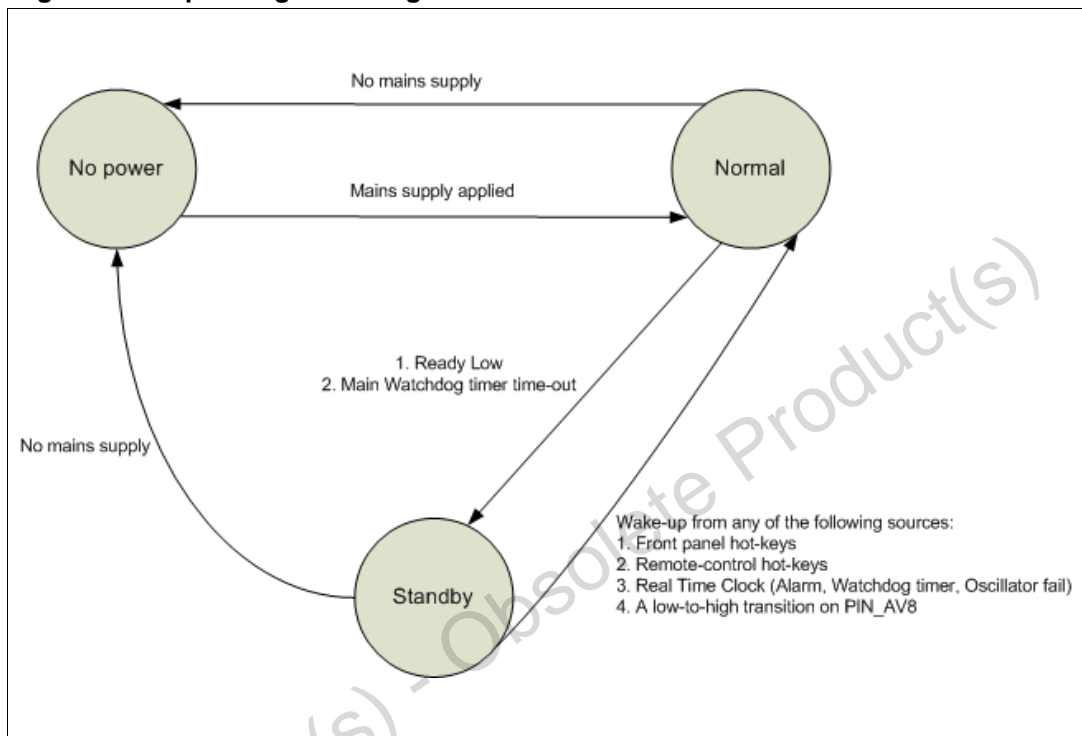 No mains supply
No power
Normal
Mains supply applied
1. Ready Low
2. Main Watchdog timer time-out
No mains supply
Wake-up from any of the following sources:
1. Front panel hot-keys
2. Remote-control hot-keys
3. Real Time Clock (Alarm, Watchdog timer, Oscillator fail)
4. A low-to-high transition on PIN_AV8
Standby
(s) - Obsolete Product(s)